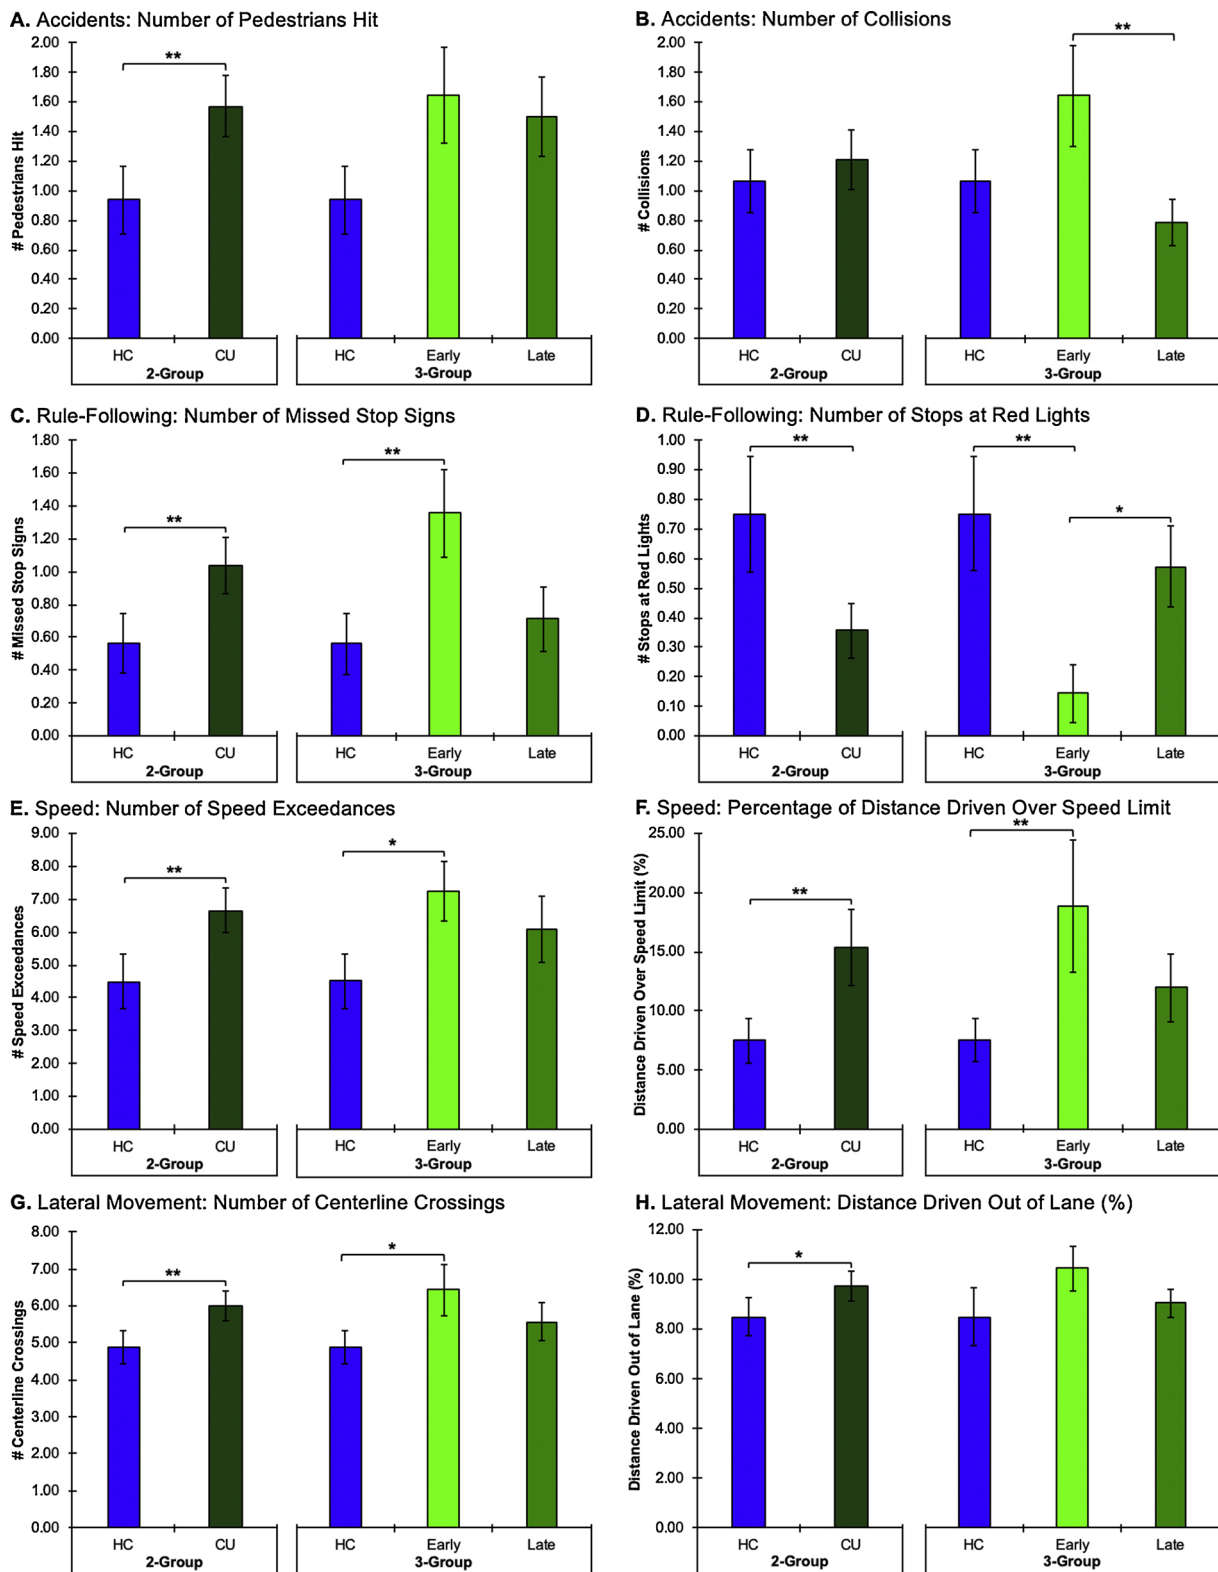 A. Accidents: Number of Pedestrians Hit
# Pedestrians Hit
2.00
1.80
1.60
1.40
1.20
1.00
0.80
0.60
0.40
0.20
0.00
**
HC CU HC Early Late
2-Group 3-Group
B. Accidents: Number of Collisions
# Collisions
2.00
1.80
1.60
1.40
1.20
1.00
0.80
0.60
0.40
0.20
0.00
**
HC CU HC Early Late
2-Group 3-Group
C. Rule-Following: Number of Missed Stop Signs
# Missed Stop Signs
1.80
1.60
1.40
1.20
1.00
0.80
0.60
0.40
0.20
0.00
** **
HC CU HC Early Late
2-Group 3-Group
D. Rule-Following: Number of Stops at Red Lights
# Stops at Red Lights
1.00
0.90
0.80
0.70
0.60
0.50
0.40
0.30
0.20
0.10
0.00
** **
*
HC CU HC Early Late
2-Group 3-Group
E. Speed: Number of Speed Exceedances
# Speed Exceedances
9.00
8.00
7.00
6.00
5.00
4.00
3.00
2.00
1.00
0.00
** *
HC CU HC Early Late
2-Group 3-Group
F. Speed: Percentage of Distance Driven Over Speed Limit
Distance Driven Over Speed Limit (%)
25.00
20.00
15.00
10.00
5.00
0.00
** **
HC CU HC Early Late
2-Group 3-Group
G. Lateral Movement: Number of Centerline Crossings
# Centerline Crossings
8.00
7.00
6.00
5.00
4.00
3.00
2.00
1.00
0.00
** *
HC CU HC Early Late
2-Group 3-Group
H. Lateral Movement: Distance Driven Out of Lane (%)
Distance Driven Out of Lane (%)
12.00
10.00
8.00
6.00
4.00
2.00
0.00
*
HC CU HC Early Late
2-Group 3-Group